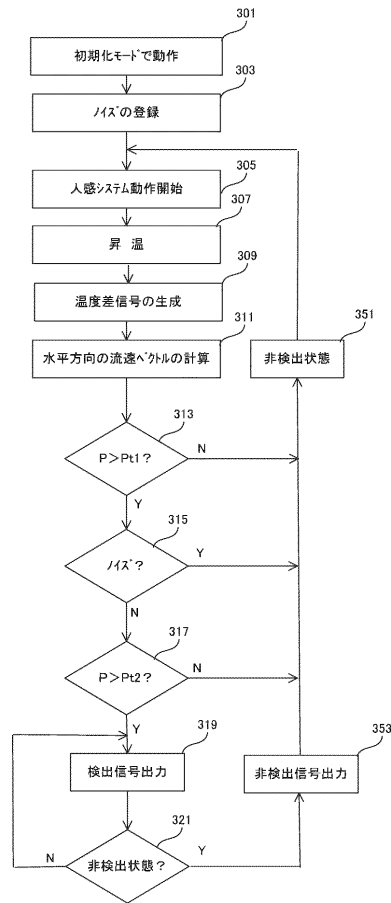 301
初期化モードで動作
303
ノイズの登録
305
人感システム動作開始
307
昇 温
309
温度差信号の生成
311
351
水平方向の流速ベクトルの計算
非検出状態
313
P>Pt1?
N
Y
315
ノイズ?
Y
N
317
P>Pt2?
N
Y
319
検出信号出力
353
非検出信号出力
321
非検出状態?
N
Y